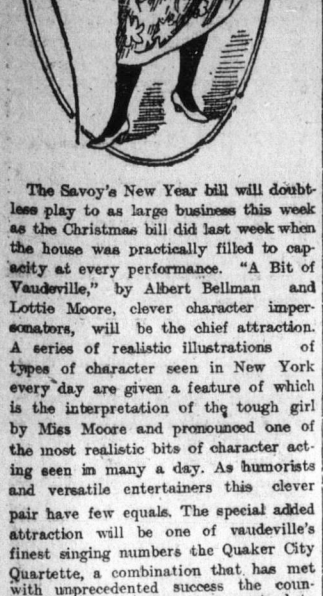 The Savoy's New Year bill will doubt-
less play to as large business this week
as the Christmas bill did last week when
the house was practically filled to cap-
acity at every performance. "A Bit of
Vaudeville," by Albert Bellman and
Lottie Moore, clever character imper-
sonators, will be the chief attraction.
A series of realistic illustrations of
types of character seen in New York
every day are given a feature of which
is the interpretation of the tough girl
by Miss Moore and pronounced one of
the most realistic bits of character act-
ing seen in many a day. As humorists
and versatile entertainers this clever
pair have few equals. The special added
attraction will be one of vaudeville's
finest singing numbers the Quaker City
Quartette, a combination that has met
with unprecedented success the coun-